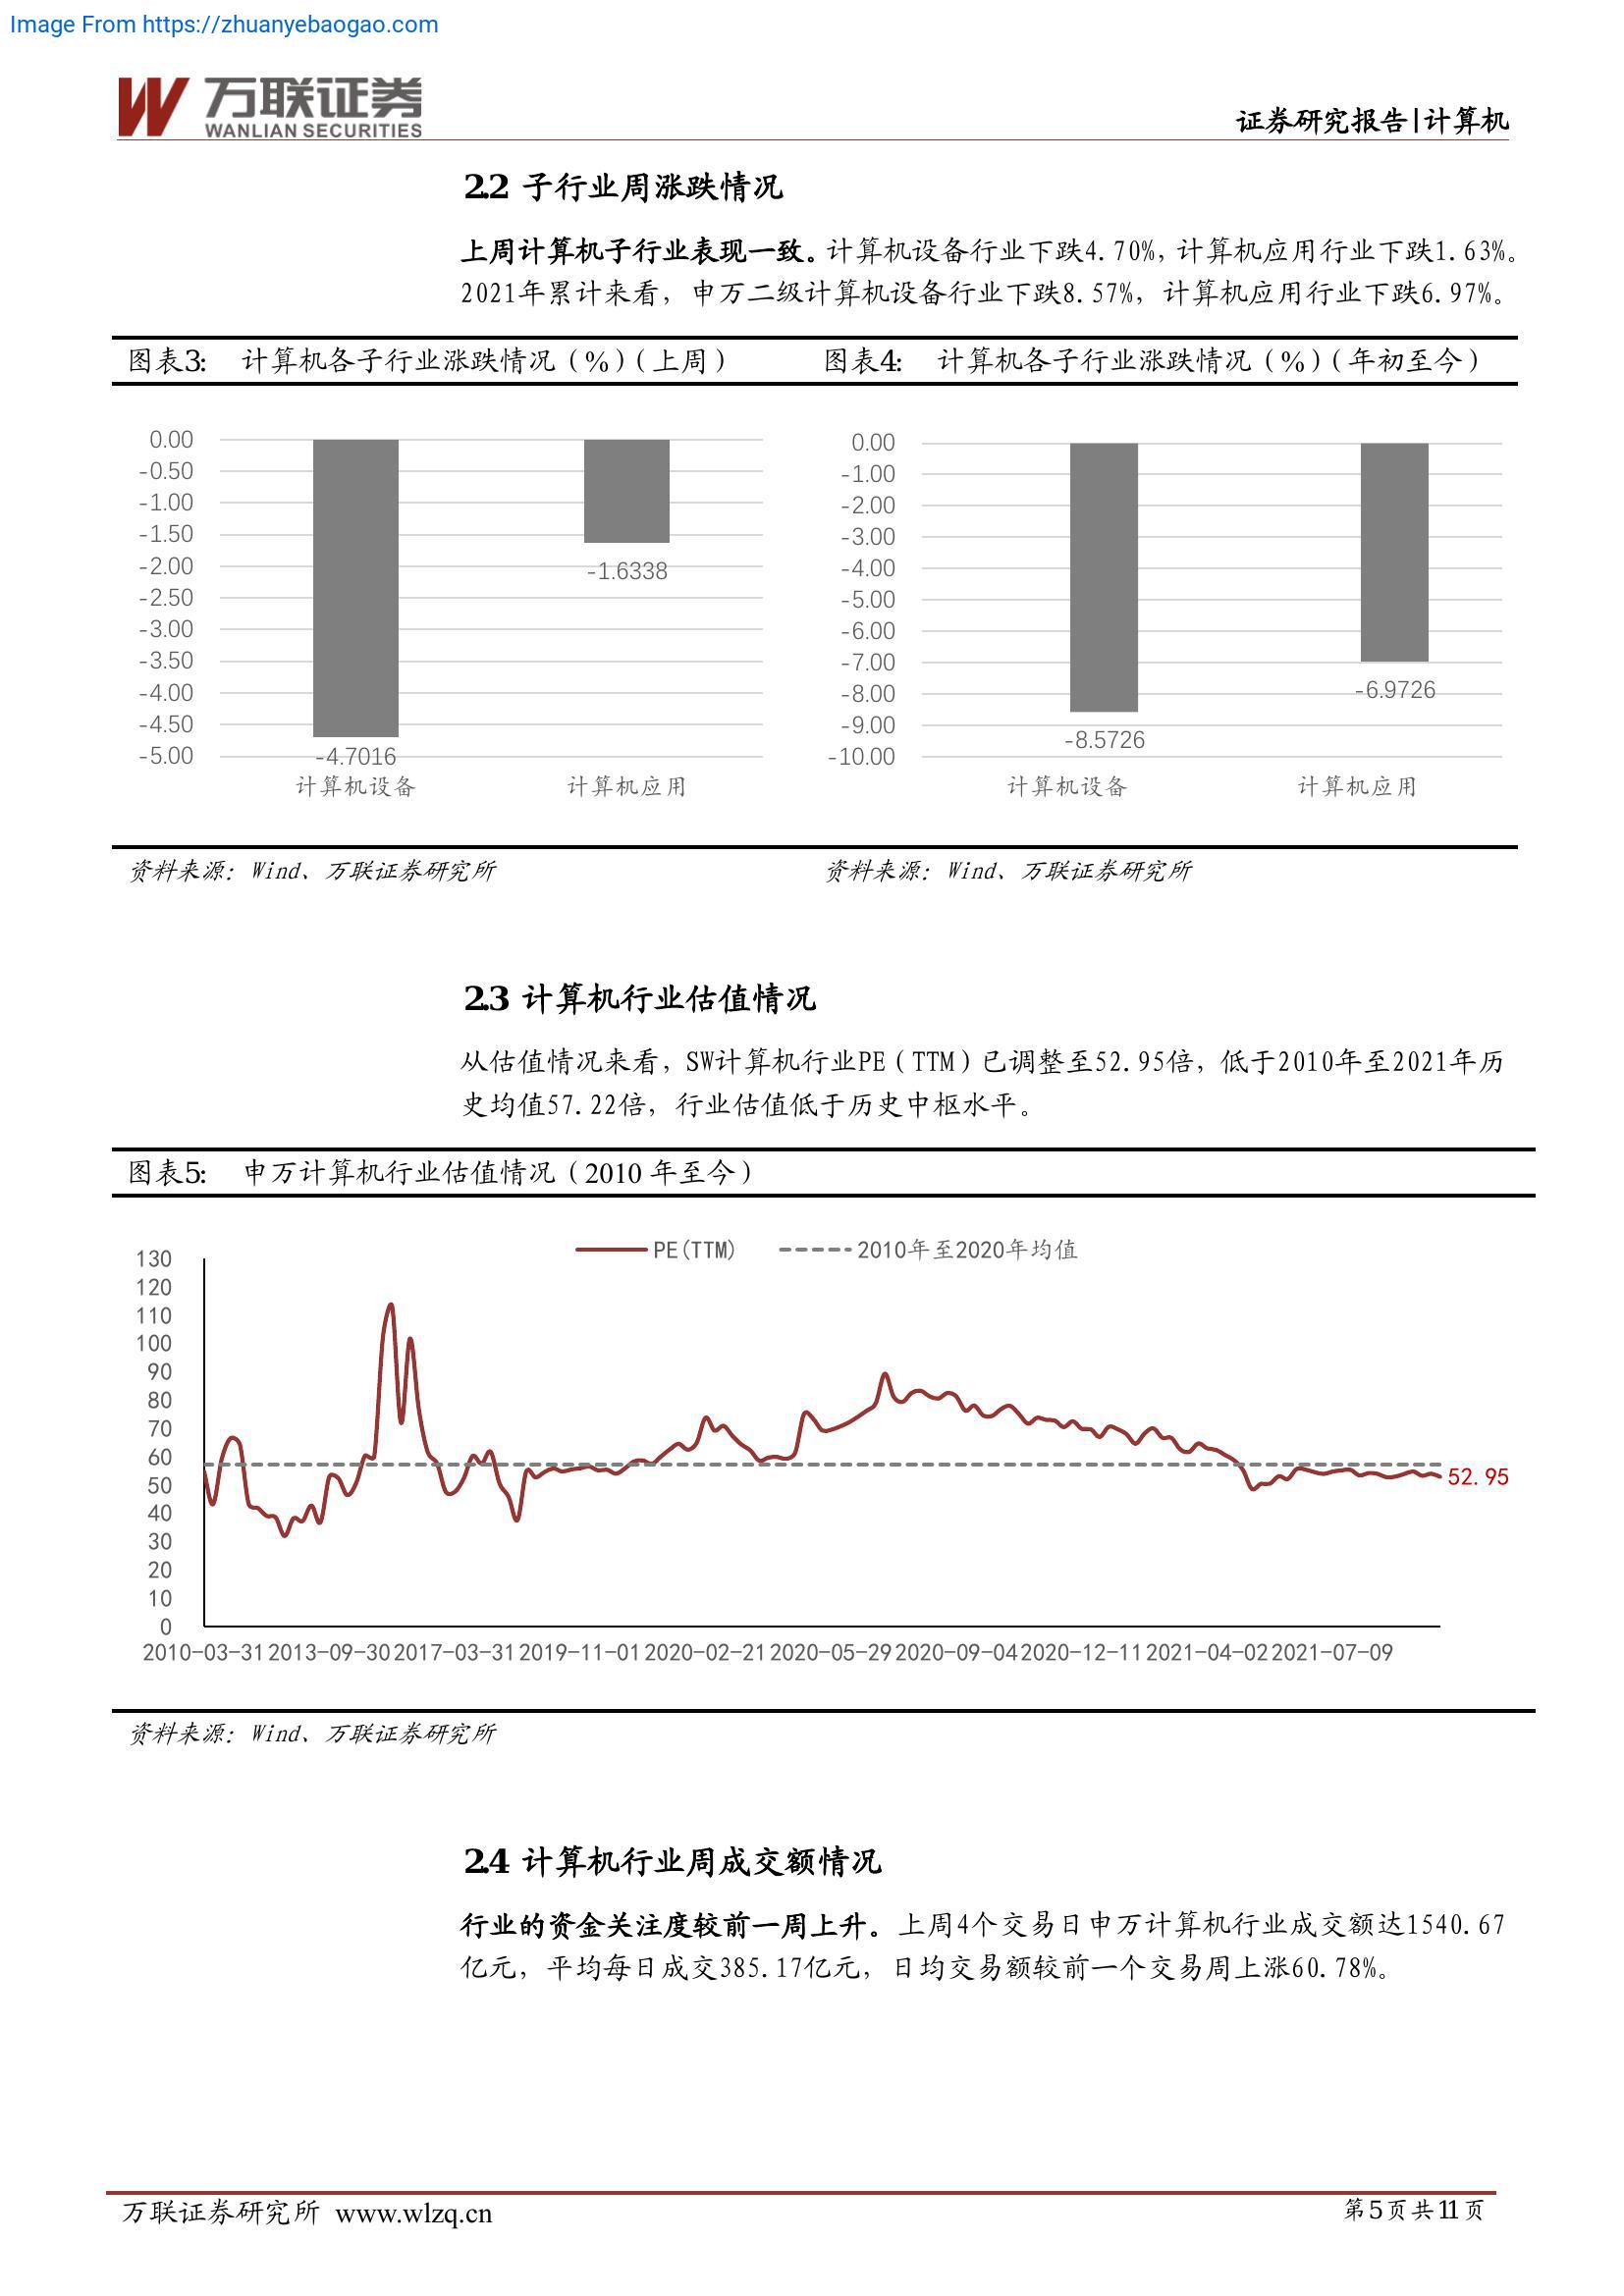 Image From https://zhuanyebaogao.com
万联证券
WANLIAN SECURITIES
证券研究报告|计算机
2.2 子行业周涨跌情况
上周计算机子行业表现一致。计算机设备行业下跌4.70%，计算机应用行业下跌1.63%。
2021年累计来看，申万二级计算机设备行业下跌8.57%，计算机应用行业下跌6.97%。
图表3: 计算机各子行业涨跌情况（%）（上周）
图表4: 计算机各子行业涨跌情况（%）（年初至今）
0.00
-0.50
-1.00
-1.50
-2.00
-2.50
-3.00
-3.50
-4.00
-4.50
-5.00
-4.7016
-1.6338
计算机设备 计算机应用
0.00
-1.00
-2.00
-3.00
-4.00
-5.00
-6.00
-7.00
-8.00
-9.00
-10.00
-8.5726
-6.9726
计算机设备 计算机应用
资料来源：Wind、万联证券研究所
资料来源：Wind、万联证券研究所
2.3 计算机行业估值情况
从估值情况来看，SW计算机行业PE（TTM）已调整至52.95倍，低于2010年至2021年历
史均值57.22倍，行业估值低于历史中枢水平。
图表5: 申万计算机行业估值情况（2010 年至今）
PE(TTM) 2010年至2020年均值
130
120
110
100
90
80
70
60
50
40
30
20
10
0
52.95
2010-03-31 2013-09-30 2017-03-31 2019-11-01 2020-02-21 2020-05-29 2020-09-04 2020-12-11 2021-04-02 2021-07-09
资料来源：Wind、万联证券研究所
2.4 计算机行业周成交额情况
行业的资金关注度较前一周上升。上周4个交易日申万计算机行业成交额达1540.67
亿元，平均每日成交385.17亿元，日均交易额较前一个交易周上涨60.78%。
万联证券研究所 www.wlzq.cn
第 5 页 共 11 页